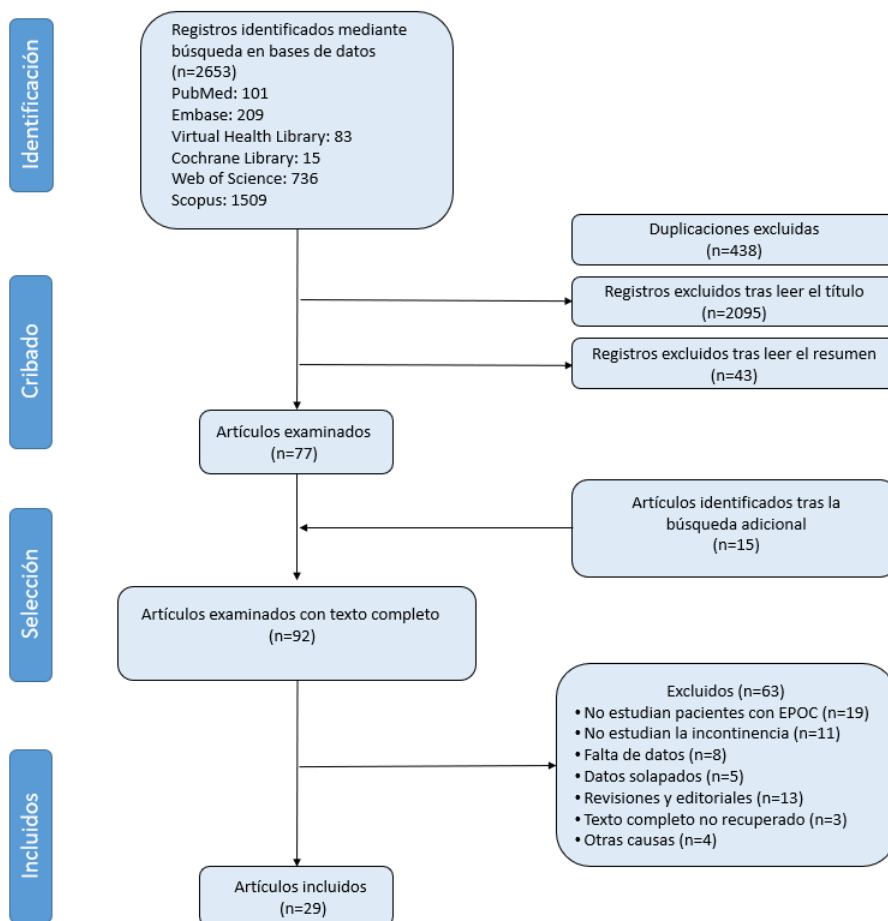 Identificación
Registros identificados mediante
búsqueda en bases de datos
(n=2653)
PubMed: 101
Embase: 209
Virtual Health Library: 83
Cochrane Library: 15
Web of Science: 736
Scopus: 1509
Duplicaciones excluidas
(n=438)
Cribado
Registros excluidos tras leer el título
(n=2095)
Registros excluidos tras leer el resumen
(n=43)
Artículos examinados
(n=77)
Selección
Artículos identificados tras la
búsqueda adicional
(n=15)
Artículos examinados con texto completo
(n=92)
Incluidos
Excluidos (n=63)
• No estudian pacientes con EPOC (n=19)
• No estudian la incontinencia (n=11)
• Falta de datos (n=8)
• Datos solapados (n=5)
• Revisiones y editoriales (n=13)
• Texto completo no recuperado (n=3)
• Otras causas (n=4)
Artículos incluidos
(n=29)